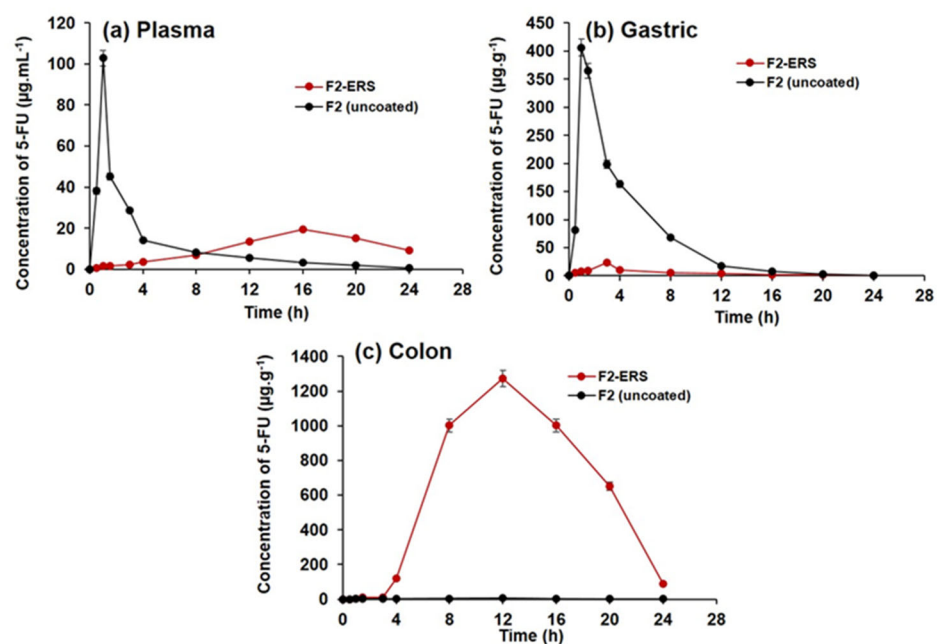 (a) Plasma
Concentration of 5-FU (µg.mL⁻¹)
120
100
80
60
40
20
0
F2-ERS
F2 (uncoated)
0 4 8 12 16 20 24 28
Time (h)
(b) Gastric
Concentration of 5-FU (µg.g⁻¹)
450
400
350
300
250
200
150
100
50
0
F2-ERS
F2 (uncoated)
0 4 8 12 16 20 24 28
Time (h)
(c) Colon
Concentration of 5-FU (µg.g⁻¹)
1400
1200
1000
800
600
400
200
0
F2-ERS
F2 (uncoated)
0 4 8 12 16 20 24 28
Time (h)